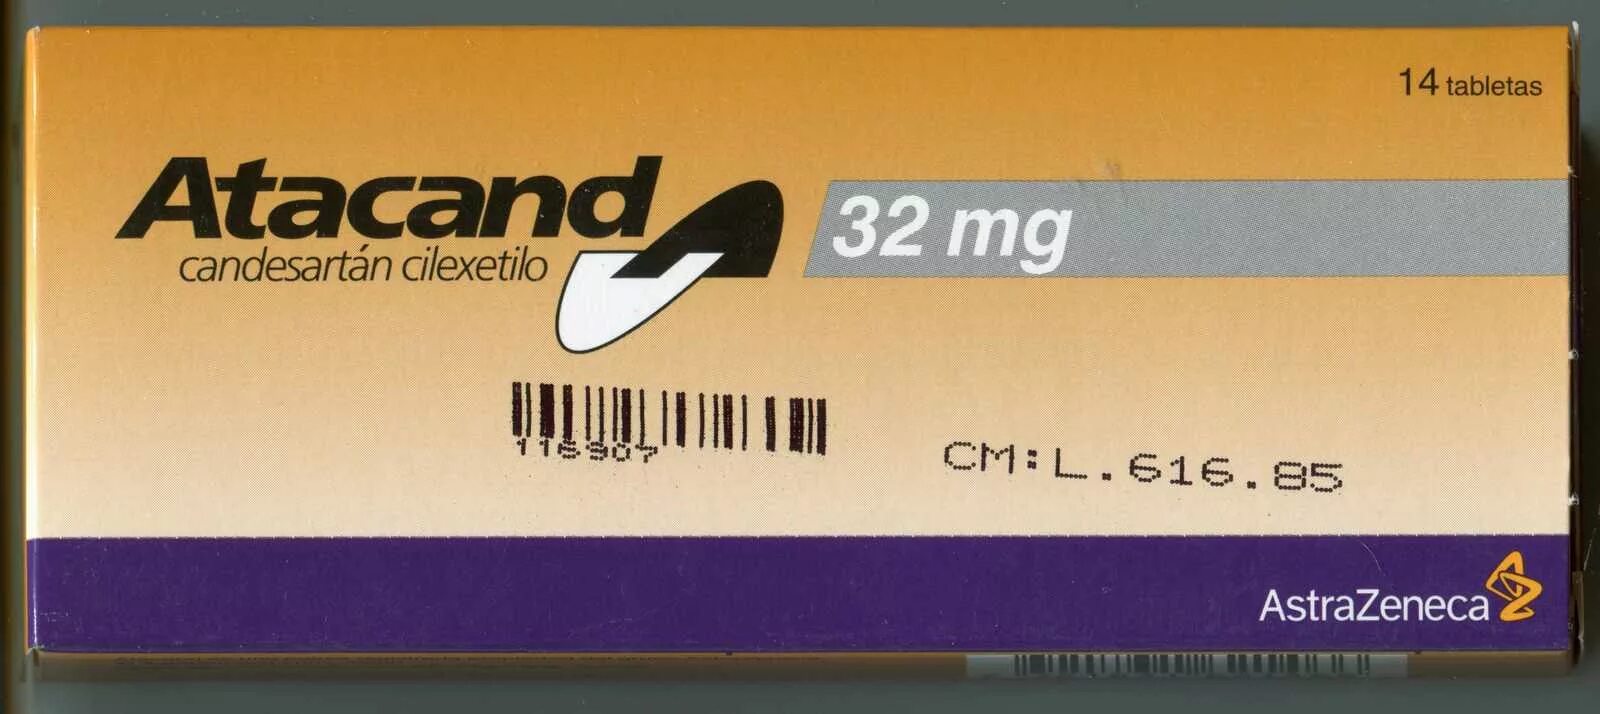 14 tabletas
Atacand
candesartán cilexetilo
32 mg
116907
CM:L.616.85
AstraZeneca